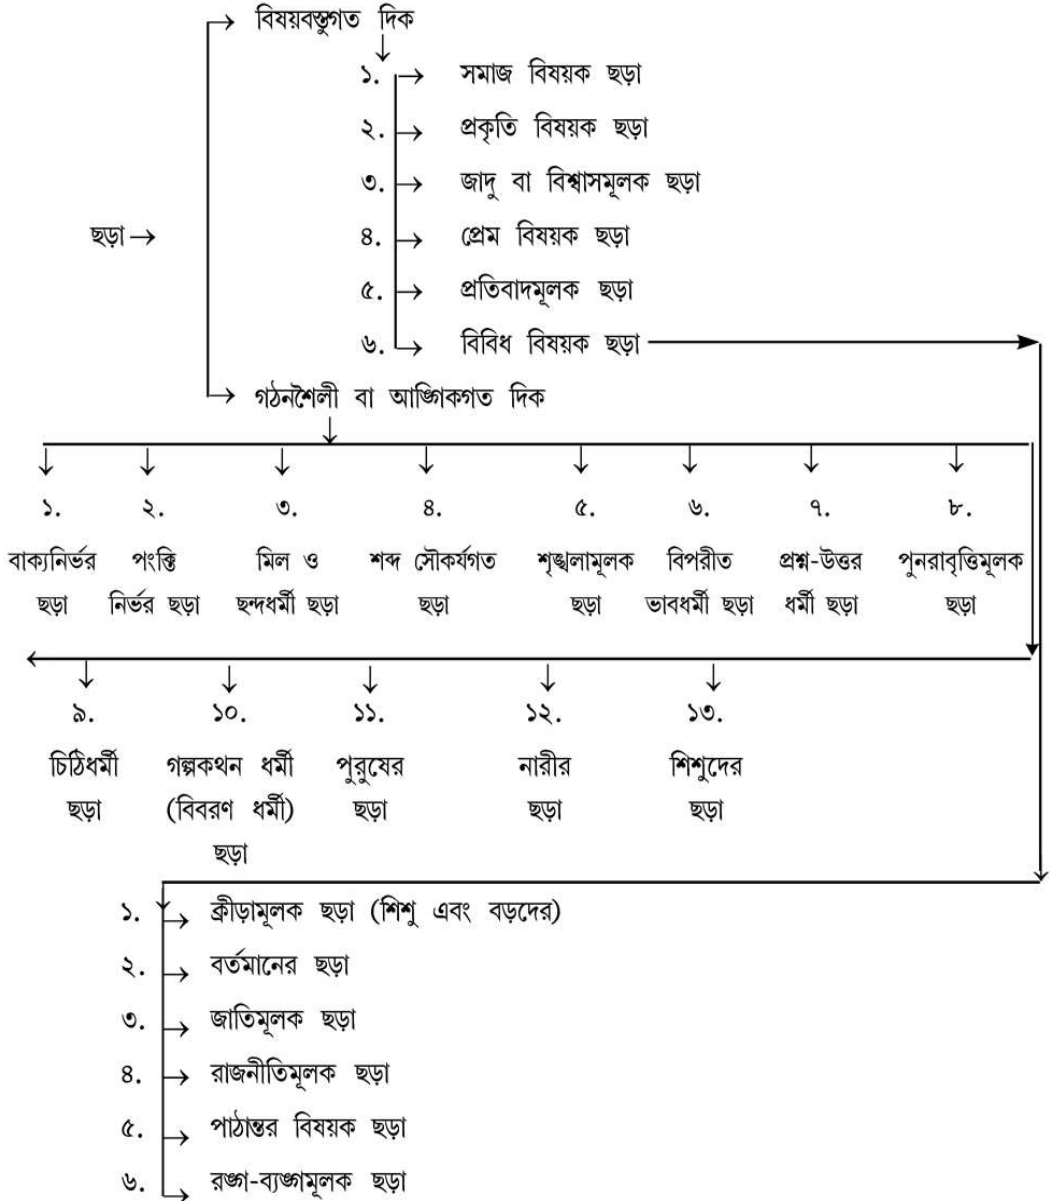 বিষয়বস্তুগত দিক
১. সমাজ বিষয়ক ছড়া
২. প্রকৃতি বিষয়ক ছড়া
৩. জাদু বা বিশ্বাসমূলক ছড়া
ছড়া
৪. প্রেম বিষয়ক ছড়া
৫. প্রতিবাদমূলক ছড়া
৬. বিবিধ বিষয়ক ছড়া
গঠনশৈলী বা আঙ্গিকগত দিক
১. ২. ৩. ৪. ৫. ৬. ৭. ৮.
বাক্যনির্ভর পংক্তি মিল ও শব্দ সৌকর্যগত শৃঙ্খলামূলক বিপরীত প্রশ্ন-উত্তর পুনরাবৃত্তিমূলক
ছড়া নির্ভর ছড়া ছন্দধর্মী ছড়া ছড়া ছড়া ভাবধর্মী ছড়া ধর্মী ছড়া ছড়া
৯. ১০. ১১. ১২. ১৩.
চিঠিধর্মী গল্পকথন ধর্মী পুরুষের নারীর শিশুদের
ছড়া (বিবরণ ধর্মী) ছড়া ছড়া ছড়া
ছড়া
১. ক্রীড়ামূলক ছড়া (শিশু এবং বড়দের)
২. বর্তমানের ছড়া
৩. জাতিমূলক ছড়া
৪. রাজনীতিমূলক ছড়া
৫. পাঠান্তর বিষয়ক ছড়া
৬. রঙ্গ-ব্যঙ্গমূলক ছড়া